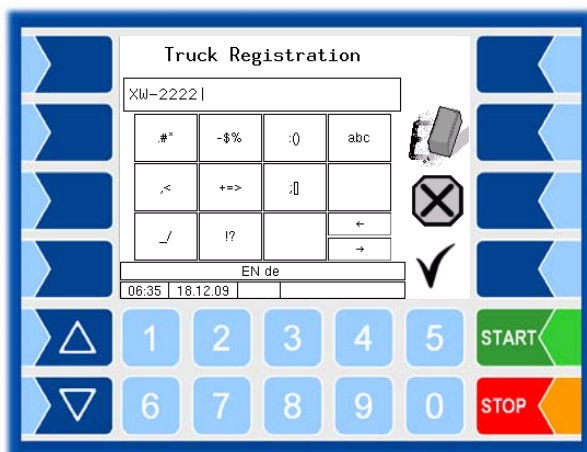 Truck Registration
XW-2222
.#* -$% :() abc
,< +=> ;[]
_/ !? ←
→
EN de
06:35 18.12.09
1 2 3 4 5 START
6 7 8 9 0 STOP